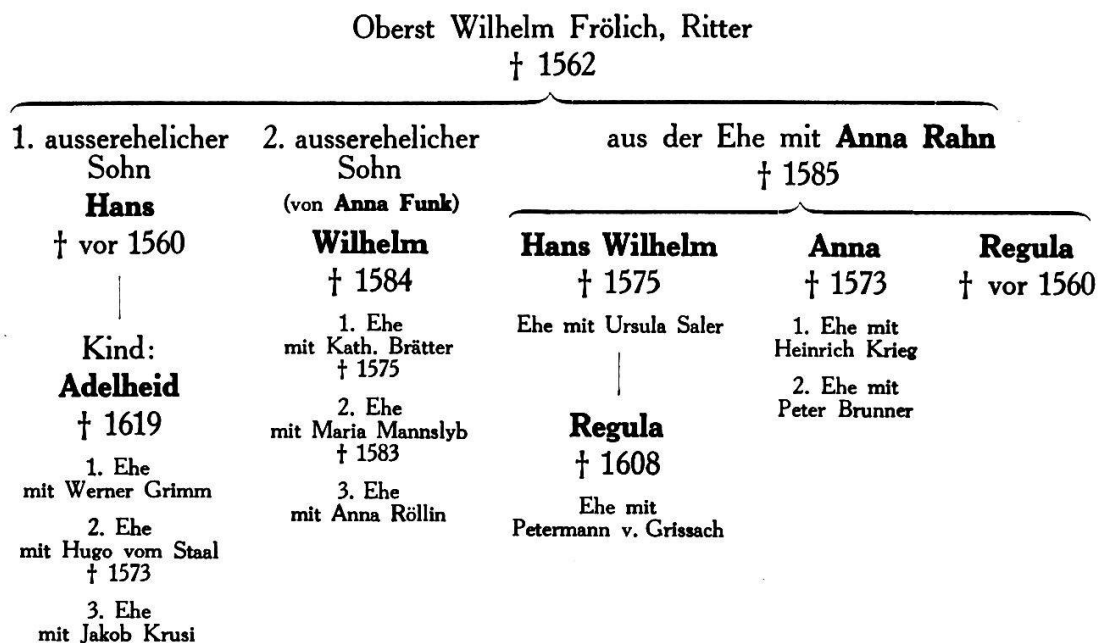 Oberst Wilhelm Frölich, Ritter
† 1562
1. ausserehelicher
Sohn
Hans
† vor 1560
Kind:
Adelheid
† 1619
1. Ehe
mit Werner Grimm
2. Ehe
mit Hugo vom Staal
† 1573
3. Ehe
mit Jakob Krusi
2. ausserehelicher
Sohn
(von Anna Funk)
Wilhelm
† 1584
1. Ehe
mit Kath. Brätter
† 1575
2. Ehe
mit Maria Mannslyb
† 1583
3. Ehe
mit Anna Röllin
aus der Ehe mit Anna Rahn
† 1585
Hans Wilhelm
† 1575
Ehe mit Ursula Saler
Regula
† 1608
Ehe mit
Petermann v. Grissach
Anna
† 1573
1. Ehe mit
Heinrich Krieg
2. Ehe mit
Peter Brunner
Regula
† vor 1560